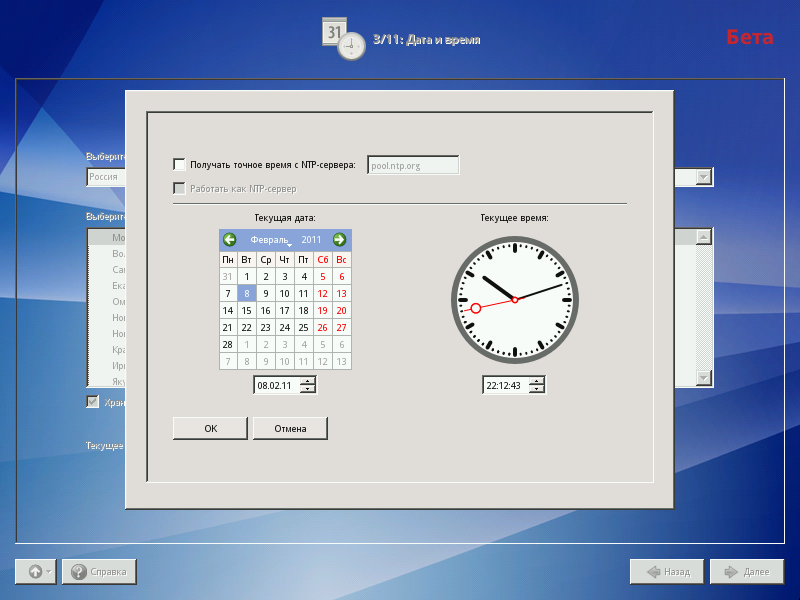 31
3/11: Дата и время
Бета
Выберит
Россия
Получать точное время с NTP-сервера:
pool.ntp.org
Работать как NTP-сервер
Выберит
Мо
Во
Са
Ека
Ом
Но
Но
Кра
Ир
Яку
Хран
Текущее
Текущая дата:
Февраль, 2011
Пн Вт Ср Чт Пт Сб Вс
31 1 2 3 4 5 6
7 8 9 10 11 12 13
14 15 16 17 18 19 20
21 22 23 24 25 26 27
28 1 2 3 4 5 6
7 8 9 10 11 12 13
08.02.11
Текущее время:
22:12:43
OK
Отмена
Справка
Назад
Далее